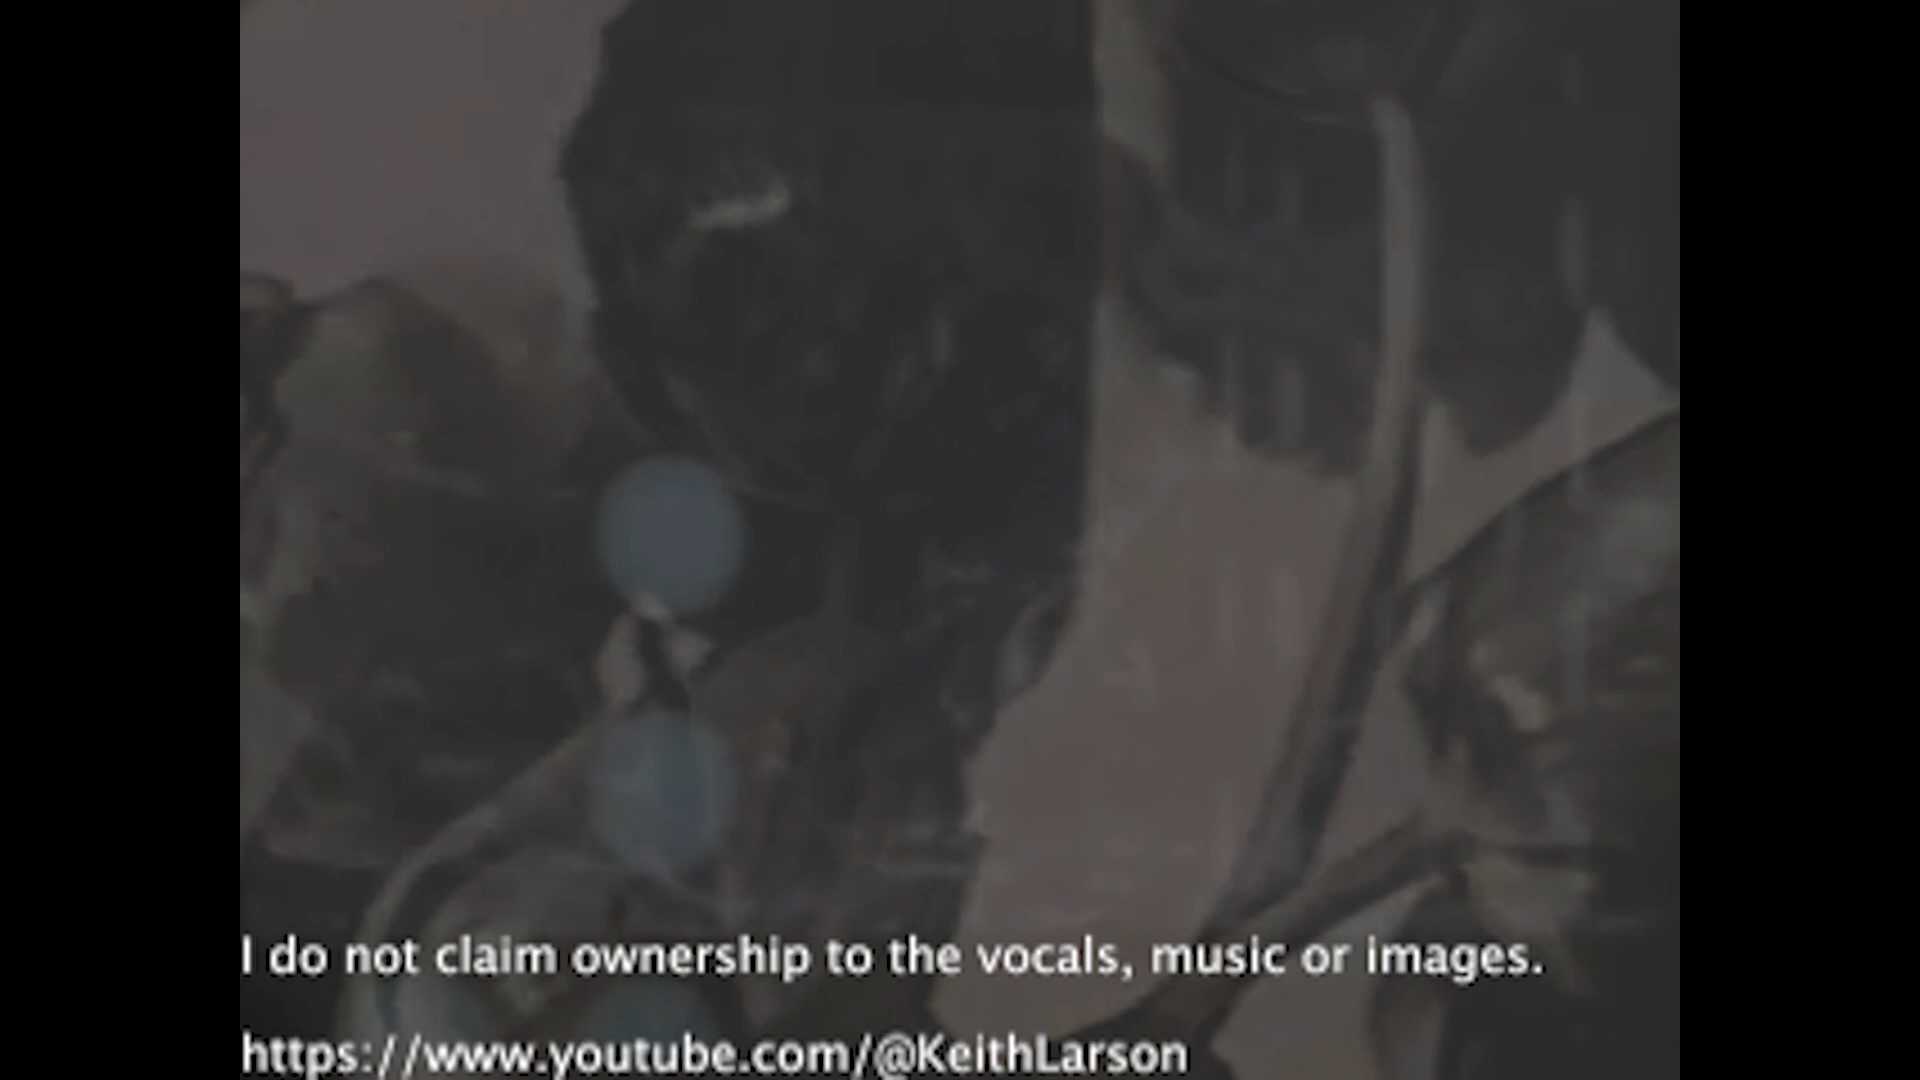 I do not claim ownership to the vocals, music or images.
https://www.youtube.com/@KeithLarson